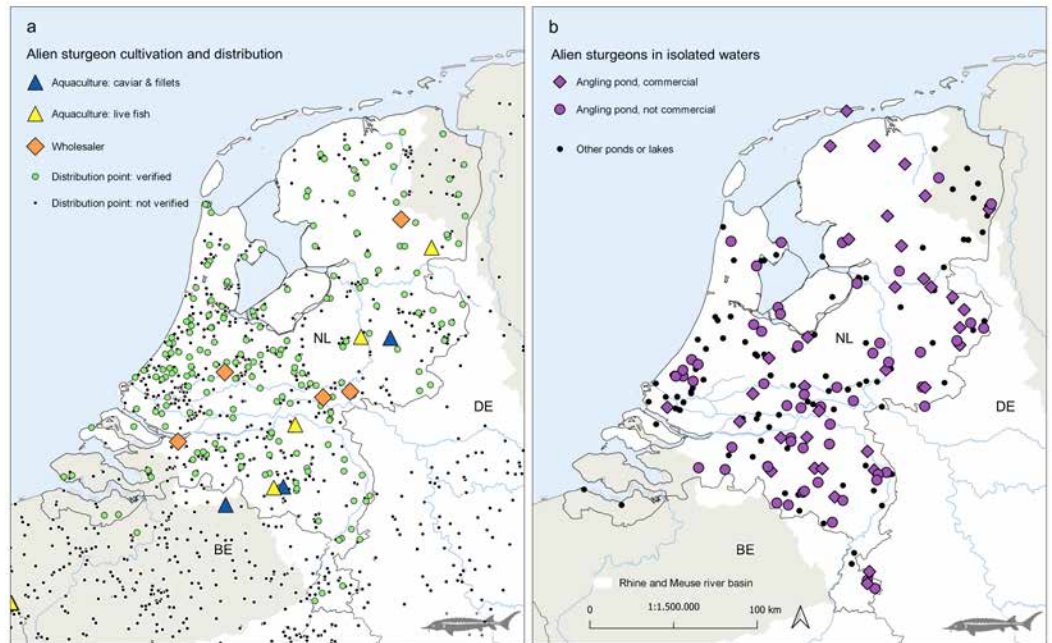 a
Alien sturgeon cultivation and distribution
Aquaculture: caviar & fillets
Aquaculture: live fish
Wholesaler
Distribution point: verified
Distribution point: not verified
NL
DE
BE
b
Alien sturgeons in isolated waters
Angling pond, commercial
Angling pond, not commercial
Other ponds or lakes
NL
DE
BE
Rhine and Meuse river basin
0 1:1.500.000 100 km